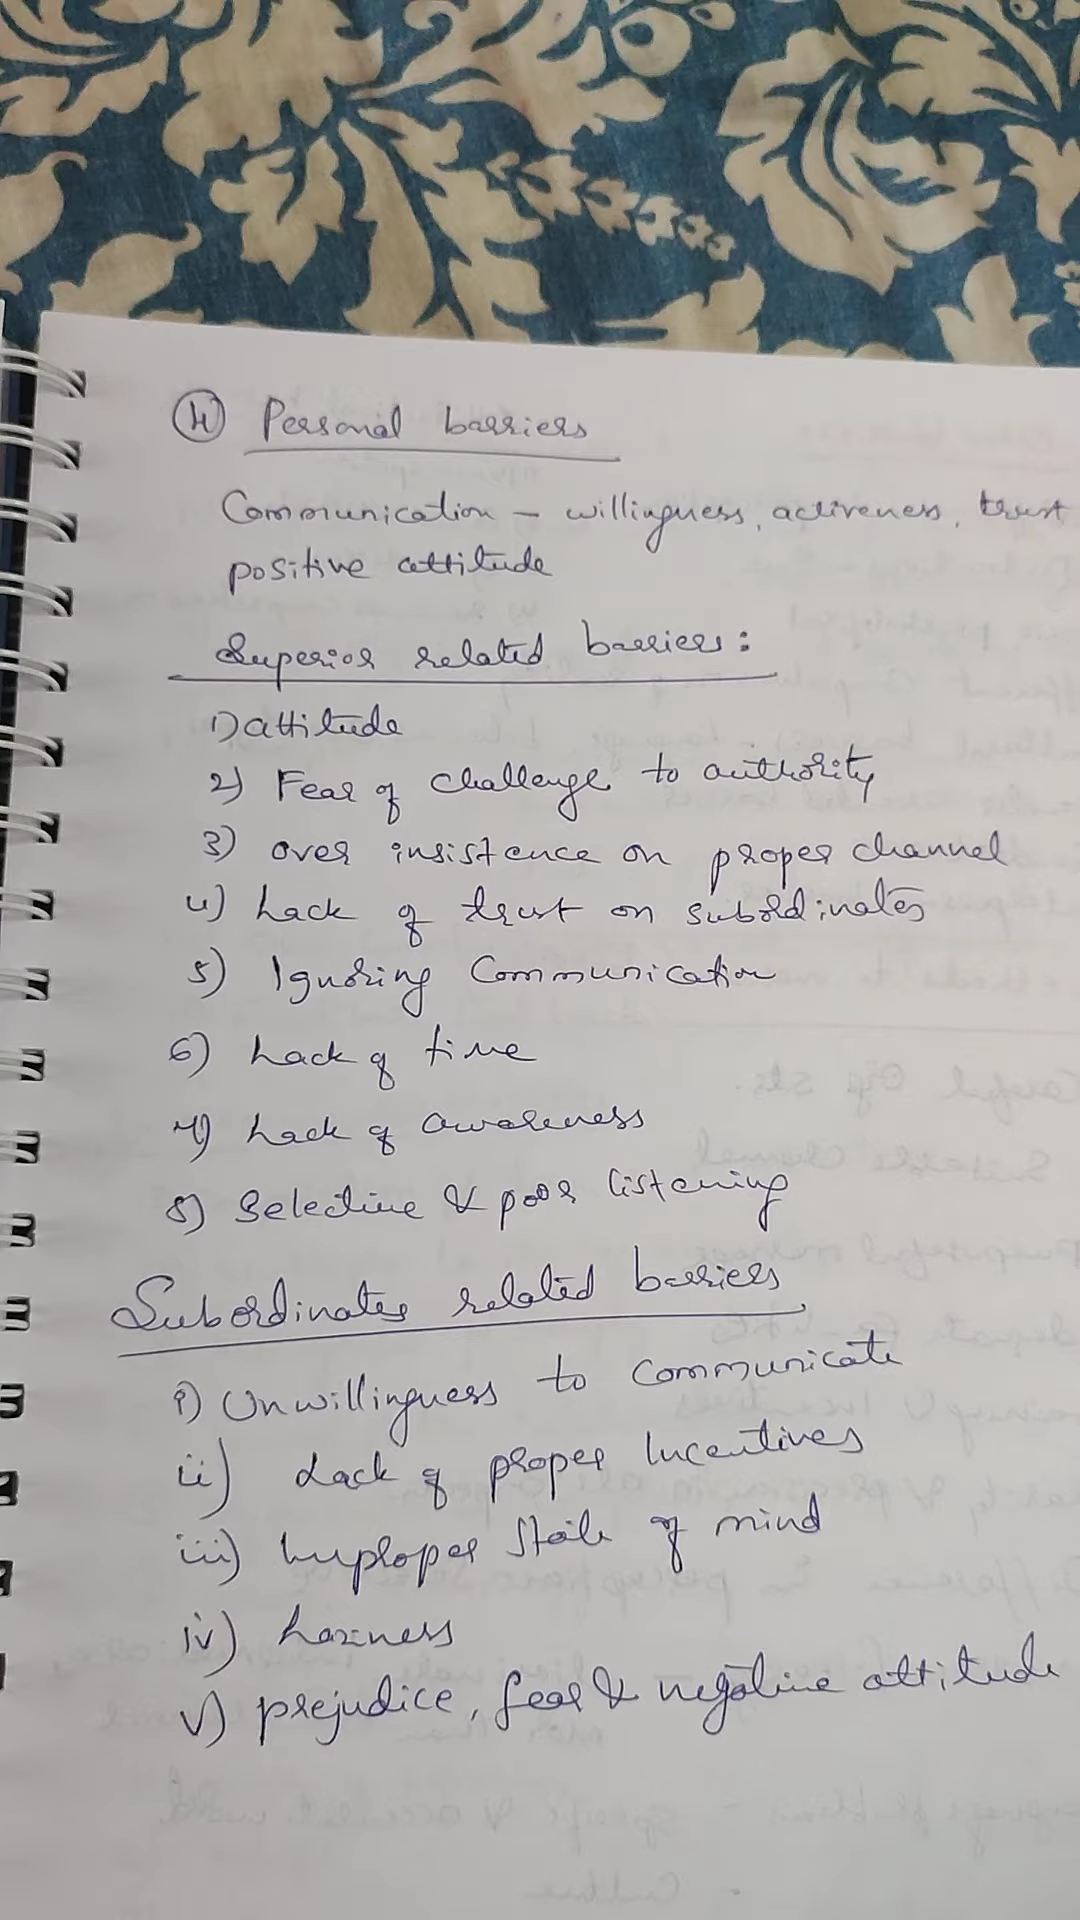 ④ Personal barriers
Communication – willingness, activeness, trust
positive attitude
Superior related barriers:
1) attitude
2) Fear of challenge to authority
3) over insistence on proper channel
4) Lack of trust on subordinates
5) Ignoring Communication
6) Lack of time
7) Lack of awareness
8) Selective & poor listening
Subordinates related barriers
i) Unwillingness to communicate
ii) Lack of proper Incentives
iii) Improper State of mind
iv) Laziness
v) prejudice, fear & negative attitude